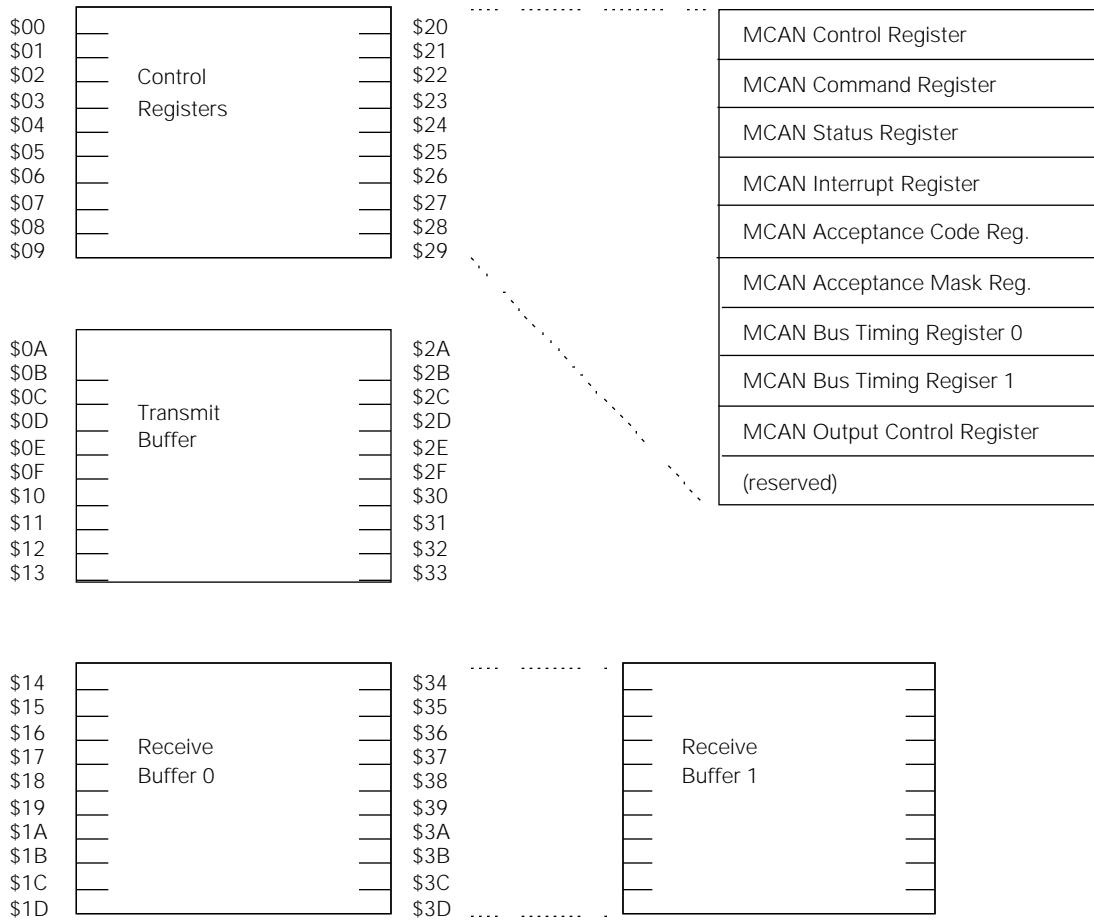 $00 $20
$01 $21
$02 $22
$03 $23
$04 $24
$05 $25
$06 $26
$07 $27
$08 $28
$09 $29
Control
Registers
MCAN Control Register
MCAN Command Register
MCAN Status Register
MCAN Interrupt Register
MCAN Acceptance Code Reg.
MCAN Acceptance Mask Reg.
MCAN Bus Timing Register 0
MCAN Bus Timing Regiser 1
MCAN Output Control Register
(reserved)
$0A $2A
$0B $2B
$0C $2C
$0D $2D
$0E $2E
$0F $2F
$10 $30
$11 $31
$12 $32
$13 $33
Transmit
Buffer
$14 $34
$15 $35
$16 $36
$17 $37
$18 $38
$19 $39
$1A $3A
$1B $3B
$1C $3C
$1D $3D
Receive
Buffer 0
Receive
Buffer 1